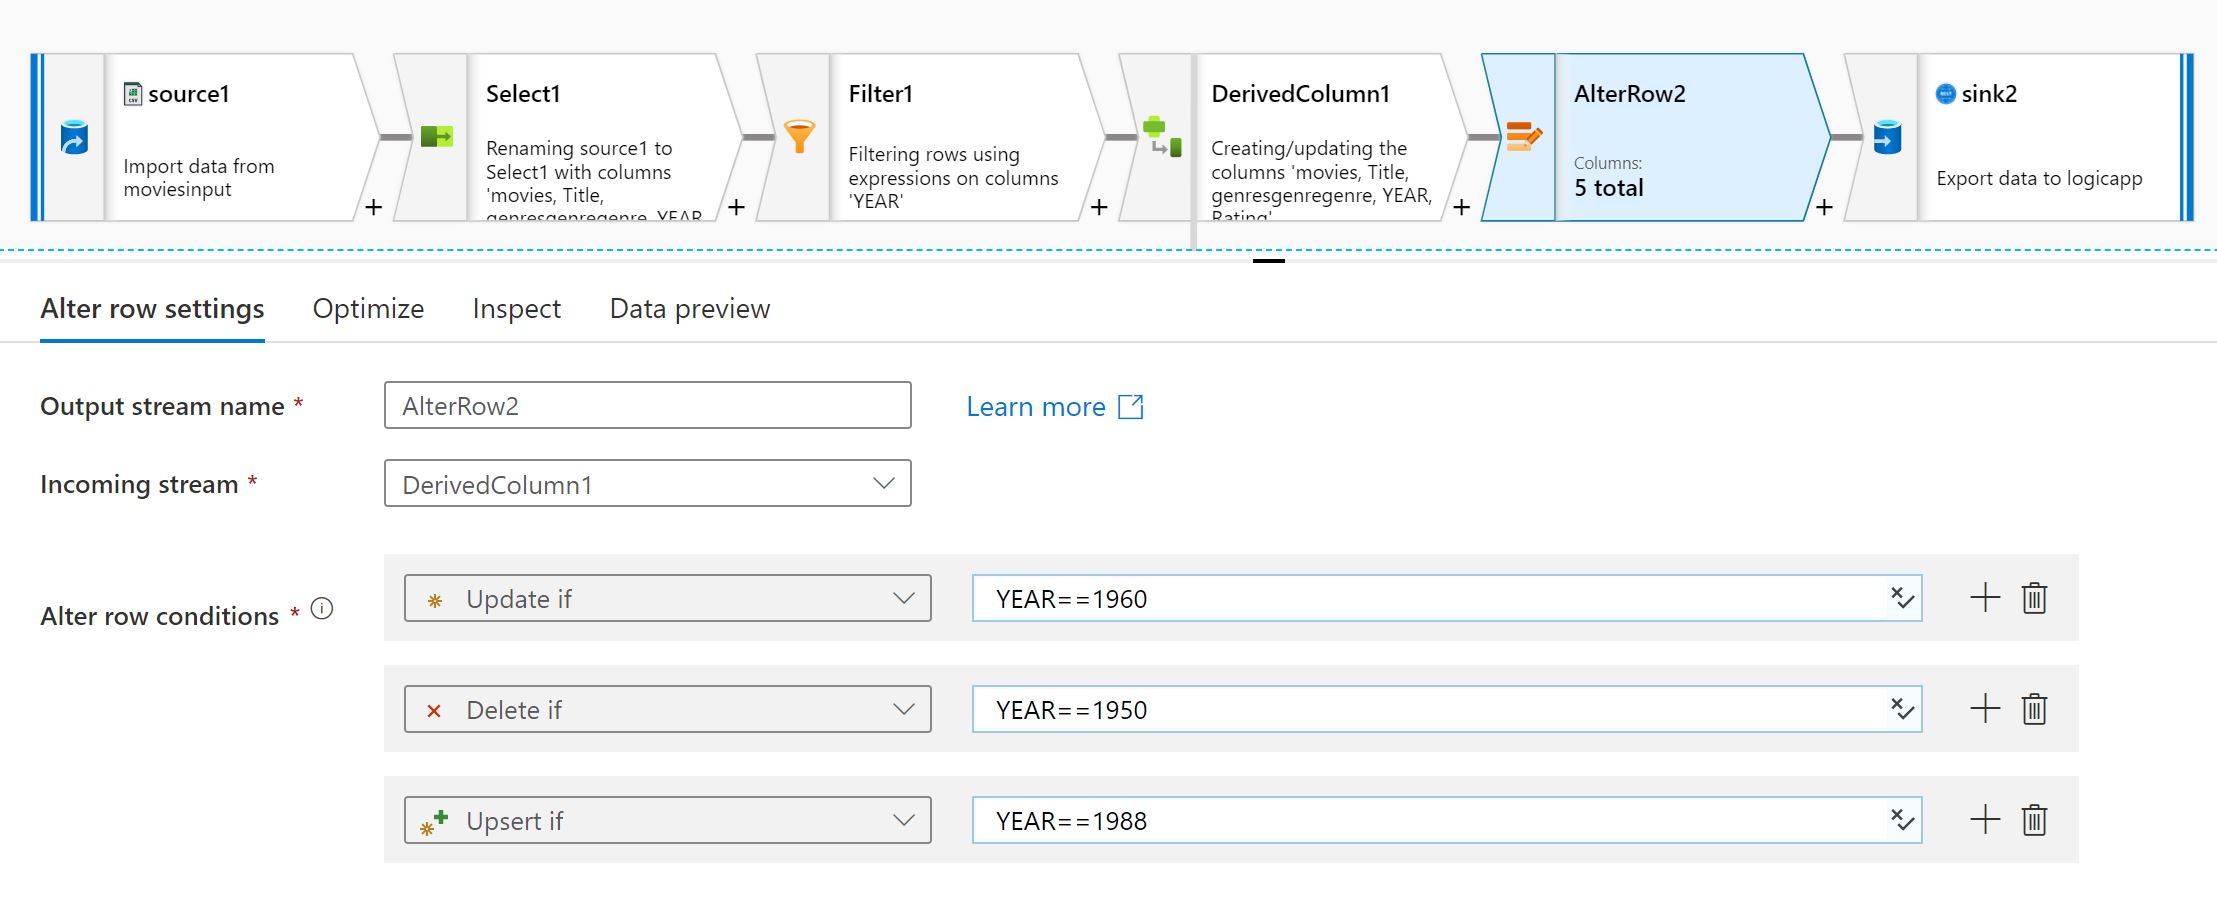 source1
Import data from
moviesinput
+
Select1
Renaming source1 to
Select1 with columns
'movies, Title,
genresgenregenre, YEAR,
+
Filter1
Filtering rows using
expressions on columns
'YEAR'
+
DerivedColumn1
Creating/updating the
columns 'movies, Title,
genresgenregenre, YEAR,
Rating'
+
AlterRow2
Columns:
5 total
+
sink2
Export data to logicapp
Alter row settings Optimize Inspect Data preview
Output stream name * AlterRow2 Learn more
Incoming stream * DerivedColumn1
Alter row conditions *
Update if YEAR==1960
Delete if YEAR==1950
Upsert if YEAR==1988